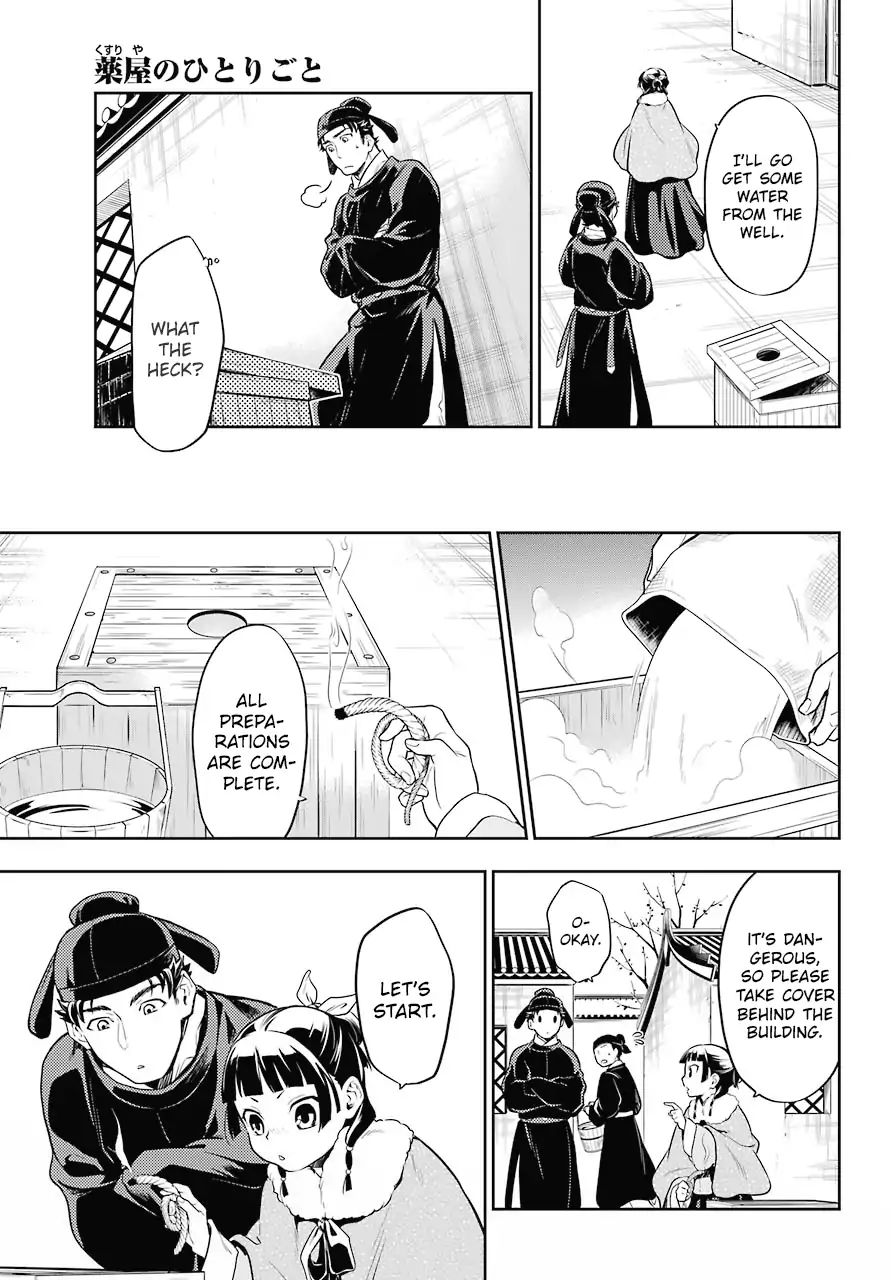 くすり や
薬屋のひとりごと
I'LL GO
GET SOME
WATER
FROM THE
WELL.
WHAT
THE
HECK?
ALL
PREPA-
RATIONS
ARE COM-
PLETE.
IT'S DAN-
GEROUS,
SO PLEASE
TAKE COVER
BEHIND THE
BUILDING.
O-
OKAY.
LET'S
START.